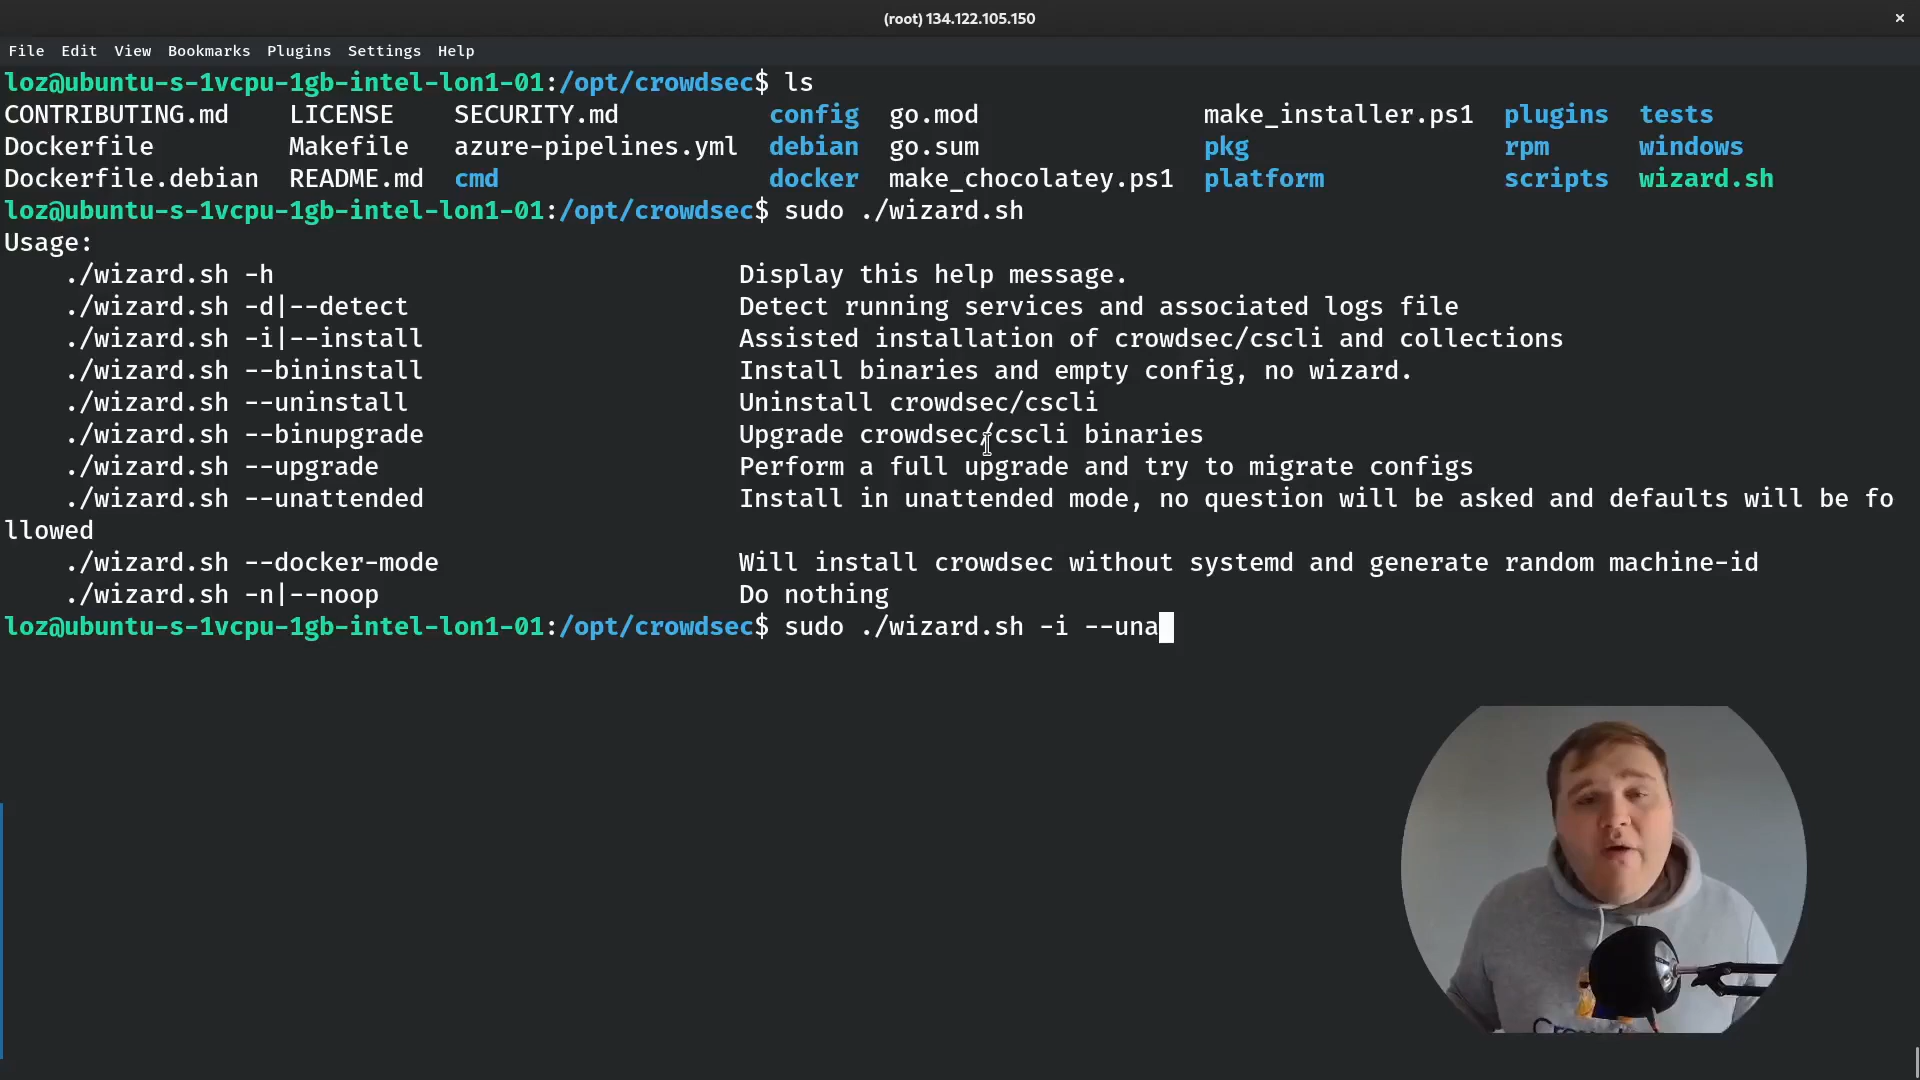 (root) 134.122.105.150
×
File Edit View Bookmarks Plugins Settings Help
loz@ubuntu-s-1vcpu-1gb-intel-lon1-01:/opt/crowdsec$ ls
CONTRIBUTING.md LICENSE SECURITY.md config go.mod make_installer.ps1 plugins tests
Dockerfile Makefile azure-pipelines.yml debian go.sum pkg rpm windows
Dockerfile.debian README.md cmd docker make_chocolatey.ps1 platform scripts wizard.sh
loz@ubuntu-s-1vcpu-1gb-intel-lon1-01:/opt/crowdsec$ sudo ./wizard.sh
Usage:
./wizard.sh -h Display this help message.
./wizard.sh -d|--detect Detect running services and associated logs file
./wizard.sh -i|--install Assisted installation of crowdsec/cscli and collections
./wizard.sh --bininstall Install binaries and empty config, no wizard.
./wizard.sh --uninstall Uninstall crowdsec/cscli
./wizard.sh --binupgrade Upgrade crowdsec/cscli binaries
./wizard.sh --upgrade Perform a full upgrade and try to migrate configs
./wizard.sh --unattended Install in unattended mode, no question will be asked and defaults will be fo
llowed
./wizard.sh --docker-mode Will install crowdsec without systemd and generate random machine-id
./wizard.sh -n|--noop Do nothing
loz@ubuntu-s-1vcpu-1gb-intel-lon1-01:/opt/crowdsec$ sudo ./wizard.sh -i --una